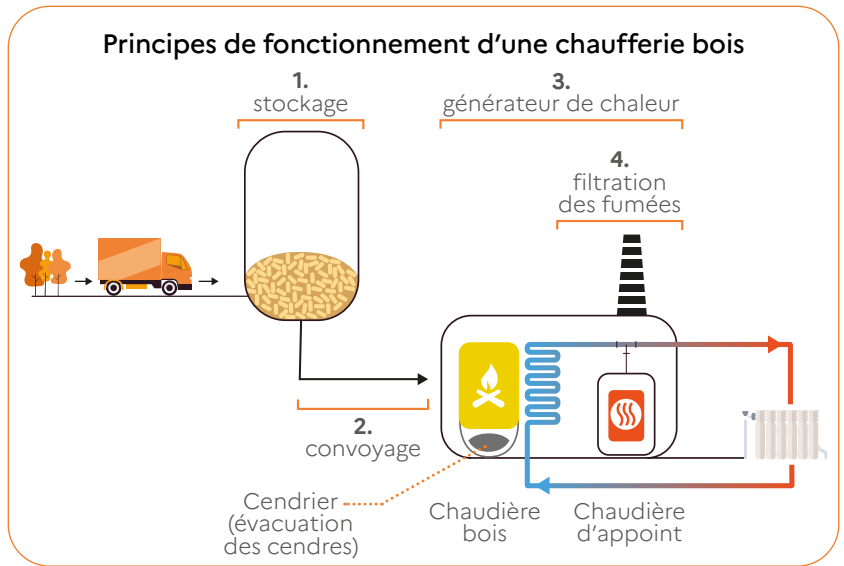 Principes de fonctionnement d’une chaufferie bois
1.
stockage
3.
générateur de chaleur
4.
filtration
des fumées
2.
convoyage
Cendrier
(évacuation
des cendres)
Chaudière
bois
Chaudière
d’appoint